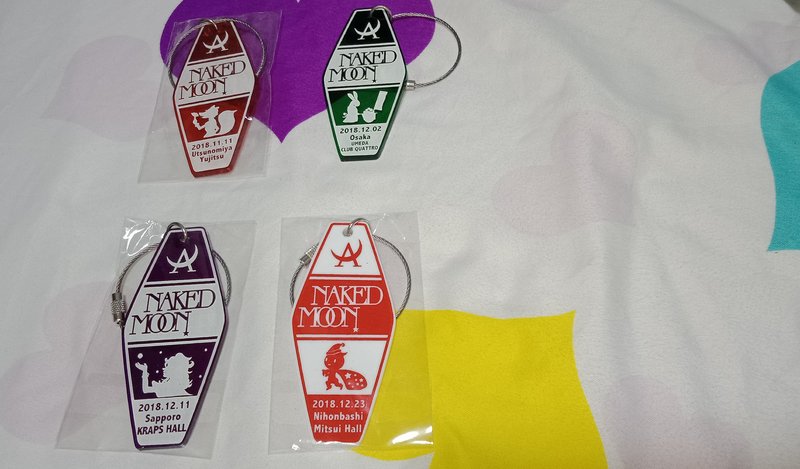 NAKED
MOON
2018.11.11
Utsunomiya
Yujitsu
NAKED
MOON
2018.12.02
Osaka
UMEDA
CLUB QUATTRO
NAKED
MOON
2018.12.11
Sapporo
KRAPS HALL
NAKED
MOON
2018.12.23
Nihonbashi
Mitsui Hall